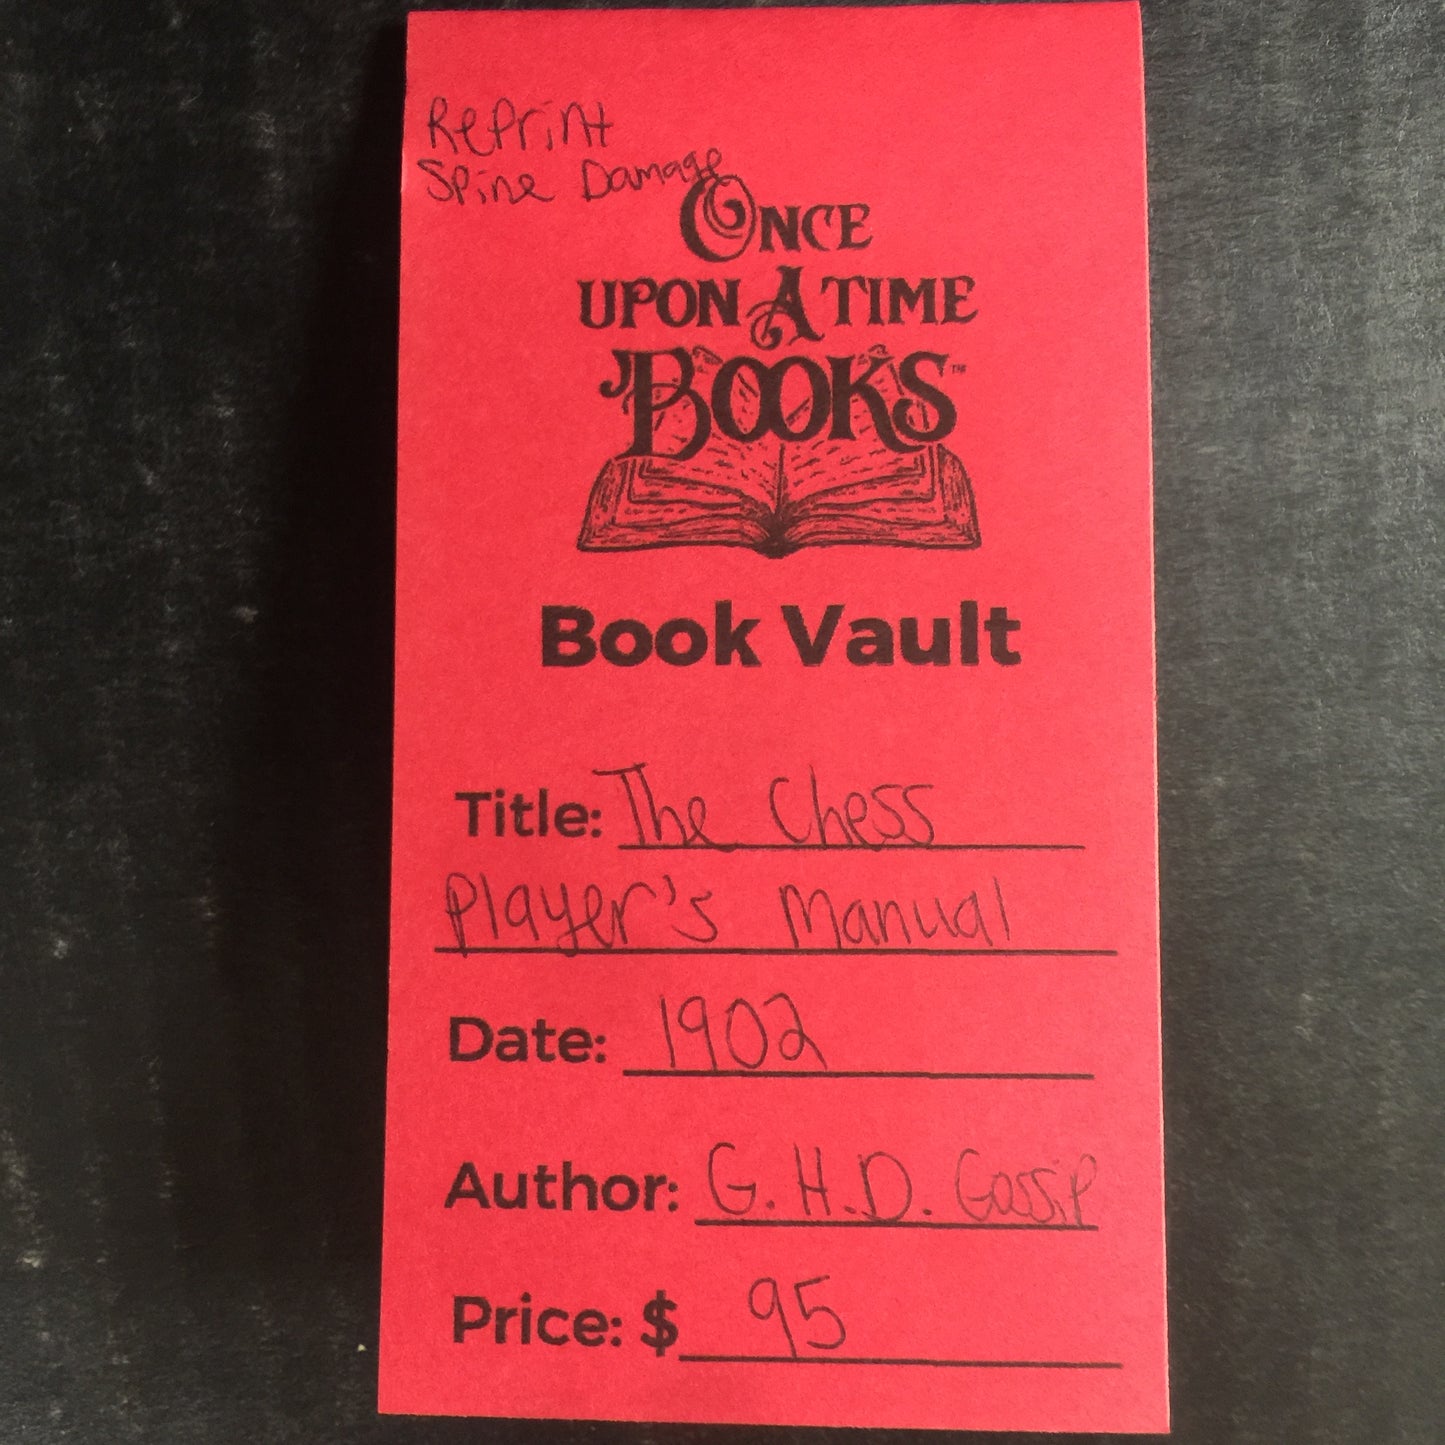 Reprint
Spine Damage
ONCE
UPON A TIME
BOOKS™
Book Vault
Title: The Chess
Player's Manual
Date: 1902
Author: G.H.D. Gossip
Price: $ 95